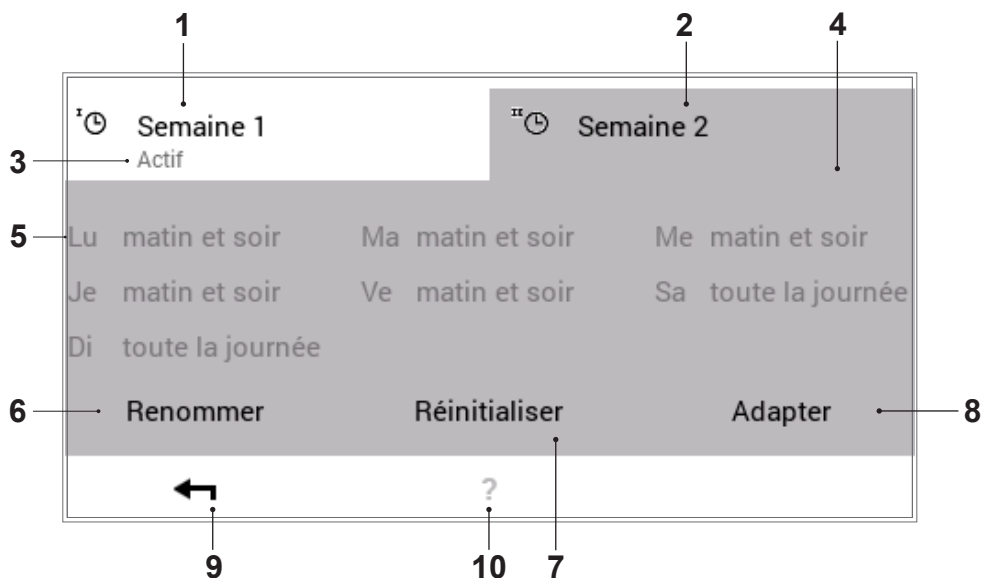 1 2 4
I Semaine 1 II Semaine 2
3 Actif
5 Lu matin et soir Ma matin et soir Me matin et soir
Je matin et soir Ve matin et soir Sa toute la journée
Di toute la journée
6 Renommer Réinitialiser Adapter 8
?
9 10 7